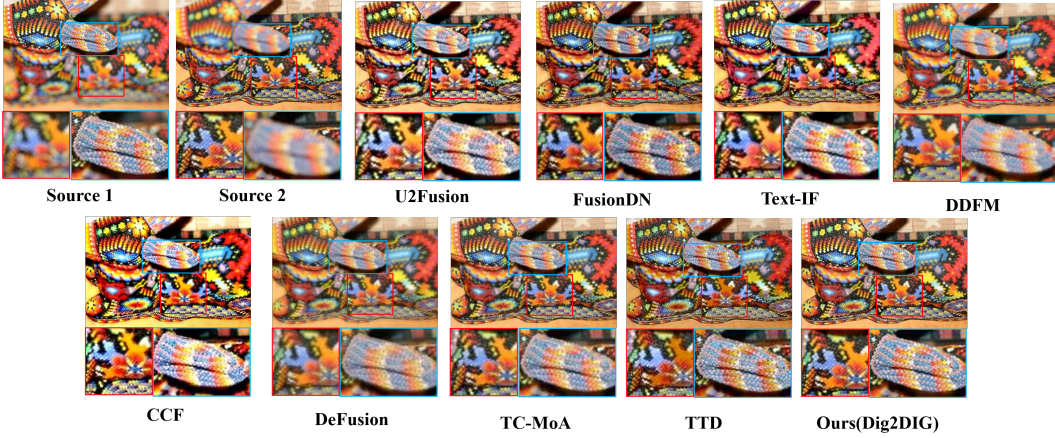 Source 1
Source 2
U2Fusion
FusionDN
Text-IF
DDFM
CCF
DeFusion
TC-MoA
TTD
Ours(Dig2DIG)